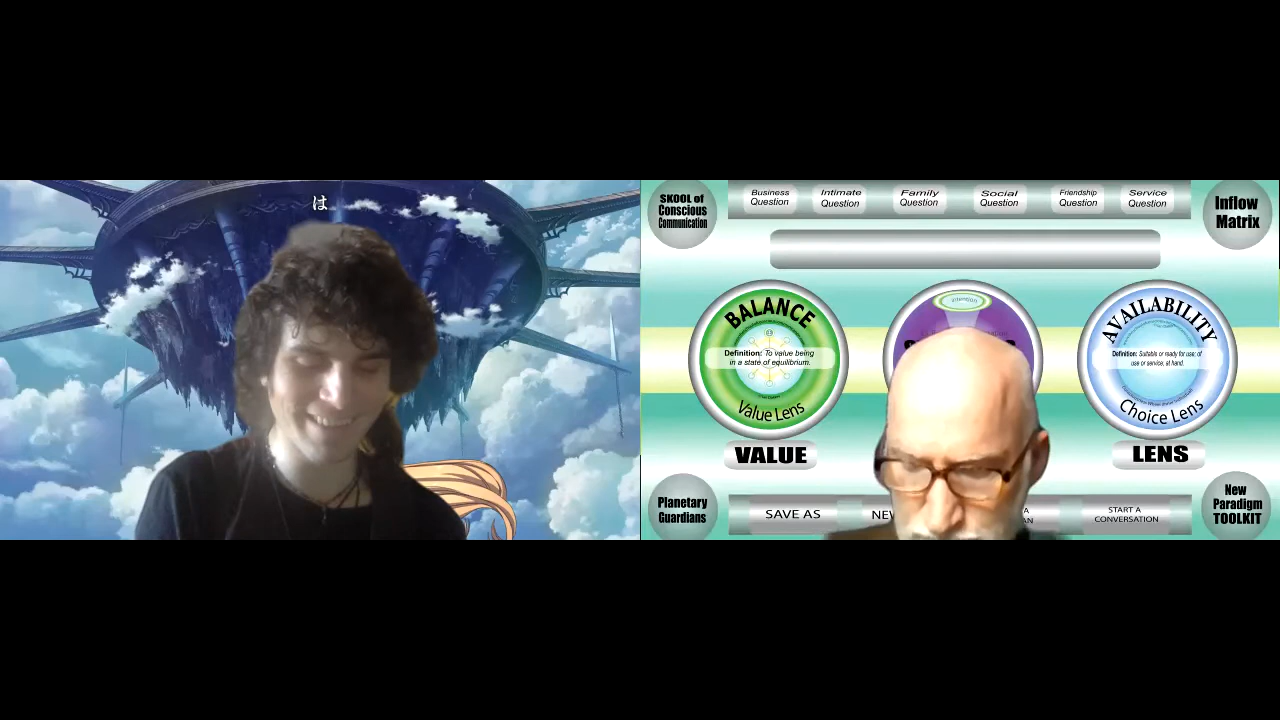 は
SKOOL of
Conscious
Communication
Business
Question
Intimate
Question
Family
Question
Social
Question
Friendship
Question
Service
Question
Inflow
Matrix
BALANCE
Definition: To value being
in a state of equilibrium.
Value Lens
VALUE
intention
AVAILABILITY
Definition: Suitable or ready for use; of
use or service, at hand.
Choice Lens
LENS
Planetary
Guardians
SAVE AS
START A
CONVERSATION
New
Paradigm
TOOLKIT